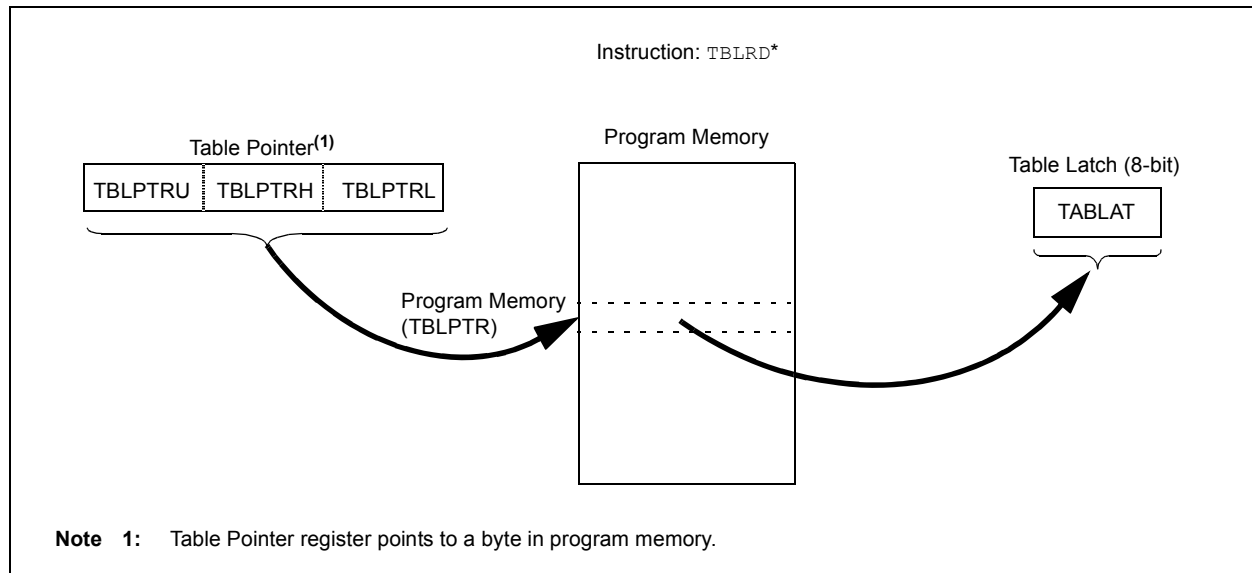 Instruction: TBLRD*
Table Pointer(1)
TBLPTRU TBLPTRH TBLPTRL
Program Memory
Table Latch (8-bit)
TABLAT
Program Memory
(TBLPTR)
Note 1: Table Pointer register points to a byte in program memory.